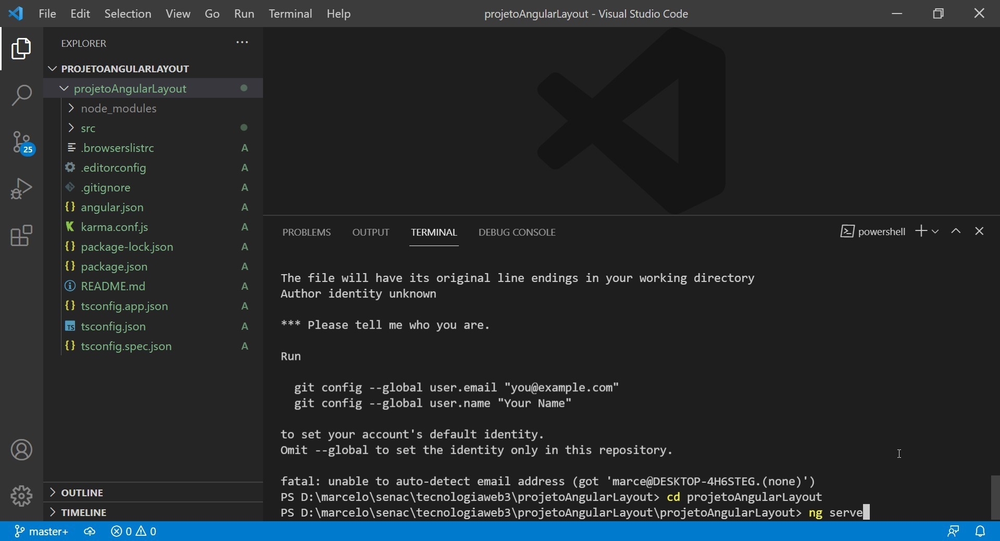 File Edit Selection View Go Run Terminal Help
projetoAngularLayout - Visual Studio Code
EXPLORER
PROJETOANGULARLAYOUT
projetoAngularLayout
node_modules
src
.browserslistrc A
.editorconfig A
.gitignore A
angular.json A
karma.conf.js A
package-lock.json A
package.json A
README.md A
tsconfig.app.json A
tsconfig.json A
tsconfig.spec.json A
25
OUTLINE
TIMELINE
PROBLEMS OUTPUT TERMINAL DEBUG CONSOLE
powershell
The file will have its original line endings in your working directory
Author identity unknown
*** Please tell me who you are.
Run
git config --global user.email "you@example.com"
git config --global user.name "Your Name"
to set your account's default identity.
Omit --global to set the identity only in this repository.
fatal: unable to auto-detect email address (got 'marce@DESKTOP-4H6STEG.(none)')
PS D:\marcelo\senac\tecnologiaweb3\projetoAngularLayout> cd projetoAngularLayout
PS D:\marcelo\senac\tecnologiaweb3\projetoAngularLayout\projetoAngularLayout> ng serve
master+ 0 0